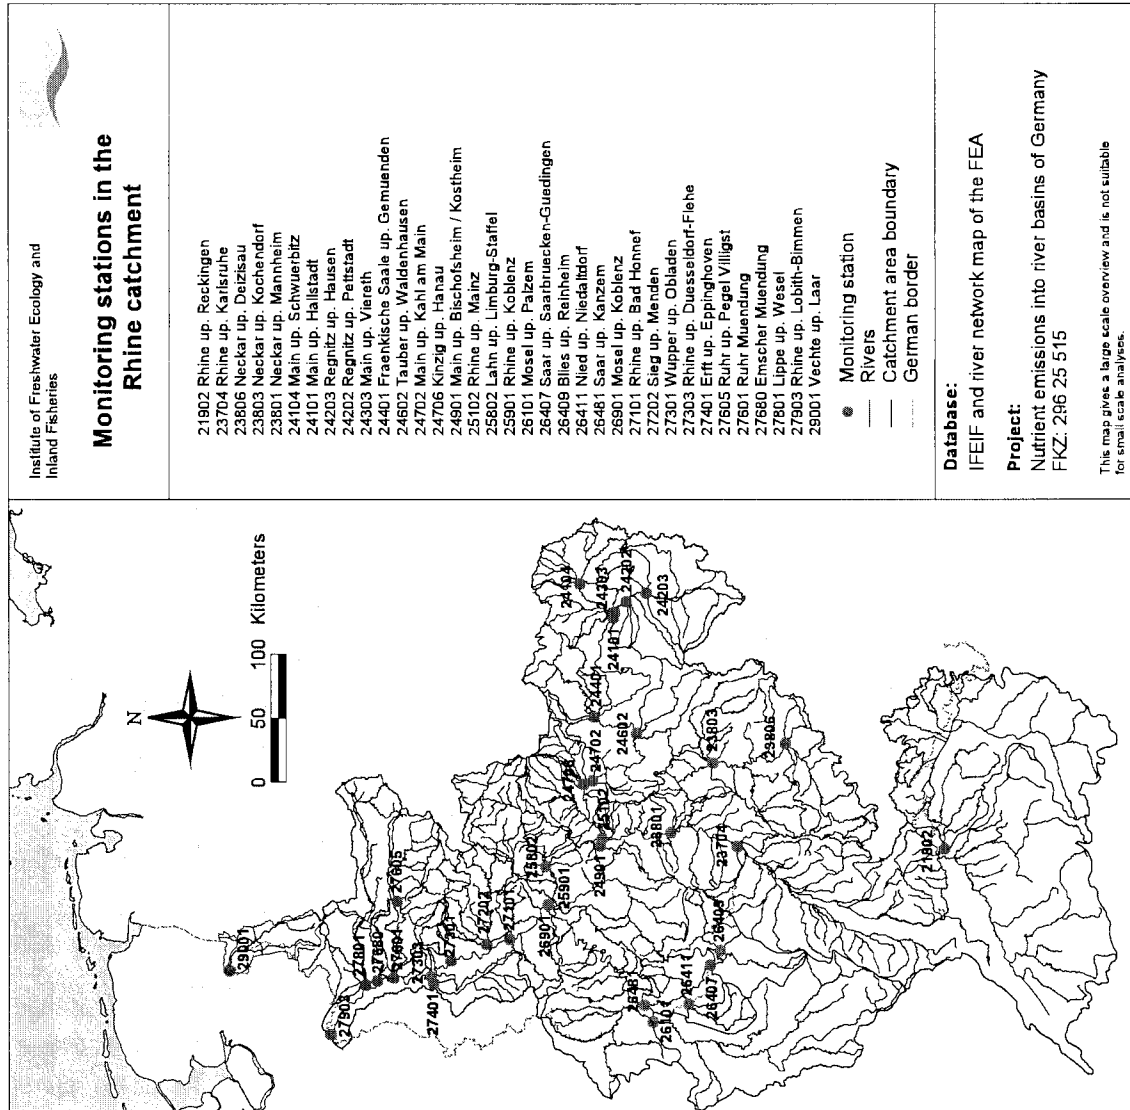 Institute of Freshwater Ecology and
Inland Fisheries
Monitoring stations in the
Rhine catchment
21902 Rhine up. Reckingen
23704 Rhine up. Karlsruhe
23806 Neckar up. Deizisau
23803 Neckar up. Kochendorf
23801 Neckar up. Mannheim
24104 Main up. Schwuerbitz
24101 Main up. Hallstadt
24203 Regnitz up. Hausen
24202 Regnitz up. Pettstadt
24303 Main up. Viereth
24401 Fraenkische Saale up. Gemuenden
24602 Tauber up. Waldenhausen
24702 Main up. Kahl am Main
24706 Kinzig up. Hanau
24901 Main up. Bischofsheim / Kostheim
25102 Rhine up. Mainz
25802 Lahn up. Limburg-Staffel
25901 Rhine up. Koblenz
26101 Mosel up. Palzem
26407 Saar up. Saarbruecken-Guedingen
26409 Blies up. Reinheim
26411 Nied up. Niedaltdorf
26461 Saar up. Kanzem
26901 Mosel up. Koblenz
27101 Rhine up. Bad Honnef
27202 Sieg up. Menden
27301 Wupper up. Obladen
27303 Rhine up. Duesseldorf-Flehe
27401 Erft up. Eppinghoven
27605 Ruhr up. Pegel Villigst
27601 Ruhr Muendung
27680 Emscher Muendung
27801 Lippe up. Wesel
27903 Rhine up. Lobith-Bimmen
29001 Vechte up. Laar
Monitoring station
Rivers
Catchment area boundary
German border
Database:
IFEIF and river network map of the FEA
Project:
Nutrient emissions into river basins of Germany
FKZ: 296 25 515
This map gives a large scale overview and is not suitable
for small scale analyses.
N
0 50 100 Kilometers
29001
27903
27801
27680
27601
27605
27303
27401
27301
27202
27101
26901
25901
25802
24901
25102
24706
24702
24401
24104
24303
24101
24202
24203
24602
23801
23803
23704
23806
26461
26101
26411
26407
26409
21902